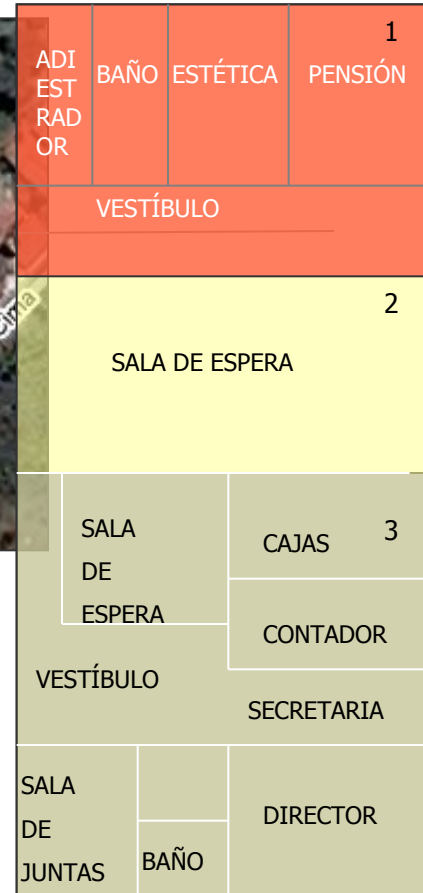 1
ADI
EST
RAD
OR
BAÑO
ESTÉTICA
PENSIÓN
VESTÍBULO
Cima
2
SALA DE ESPERA
3
SALA
DE
ESPERA
CAJAS
CONTADOR
VESTÍBULO
SECRETARIA
SALA
DE
JUNTAS
BAÑO
DIRECTOR